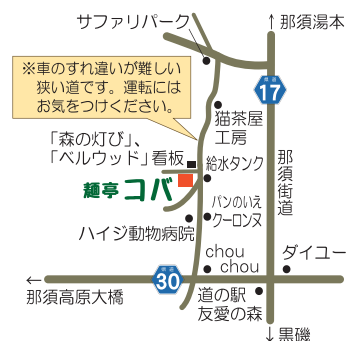 サファリパーク
↑那須湯本
※車のすれ違いが難しい
狭い道です。運転には
お気をつけください。
県道
17
猫茶屋
工房
「森の灯び」、
「ベルウッド」看板
給水タンク
那須街道
麺亭コバ
パンのいえ
クーロンヌ
ハイジ動物病院
chou
chou
ダイユー
←
那須高原大橋
県道
30
道の駅
友愛の森
↓黒磯